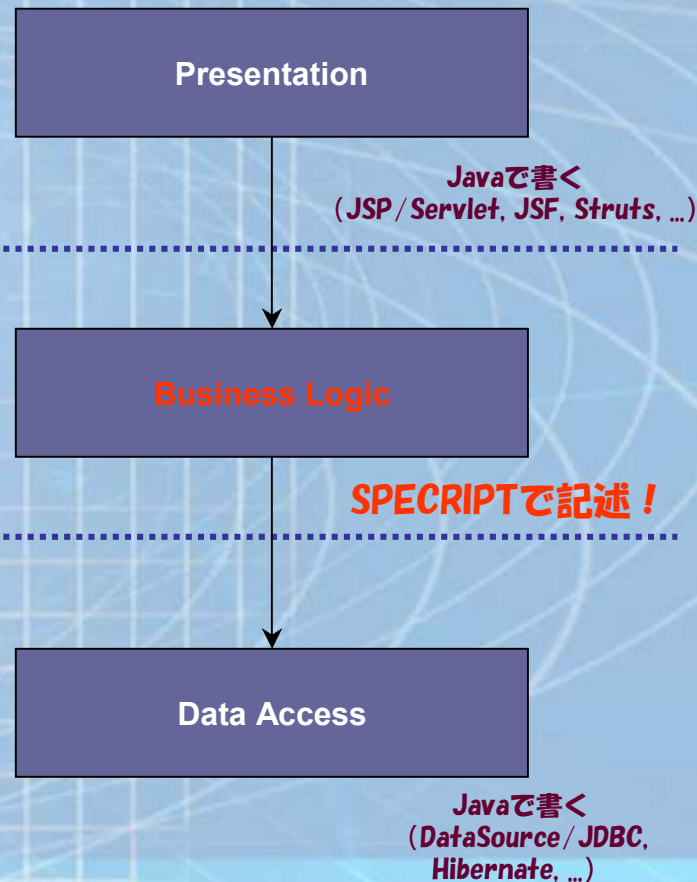 Presentation
Javaで書く
(JSP/Servlet, JSF, Struts, ...)
Business Logic
SPECRIPTで記述！
Data Access
Javaで書く
(DataSource/JDBC,
Hibernate, ...)